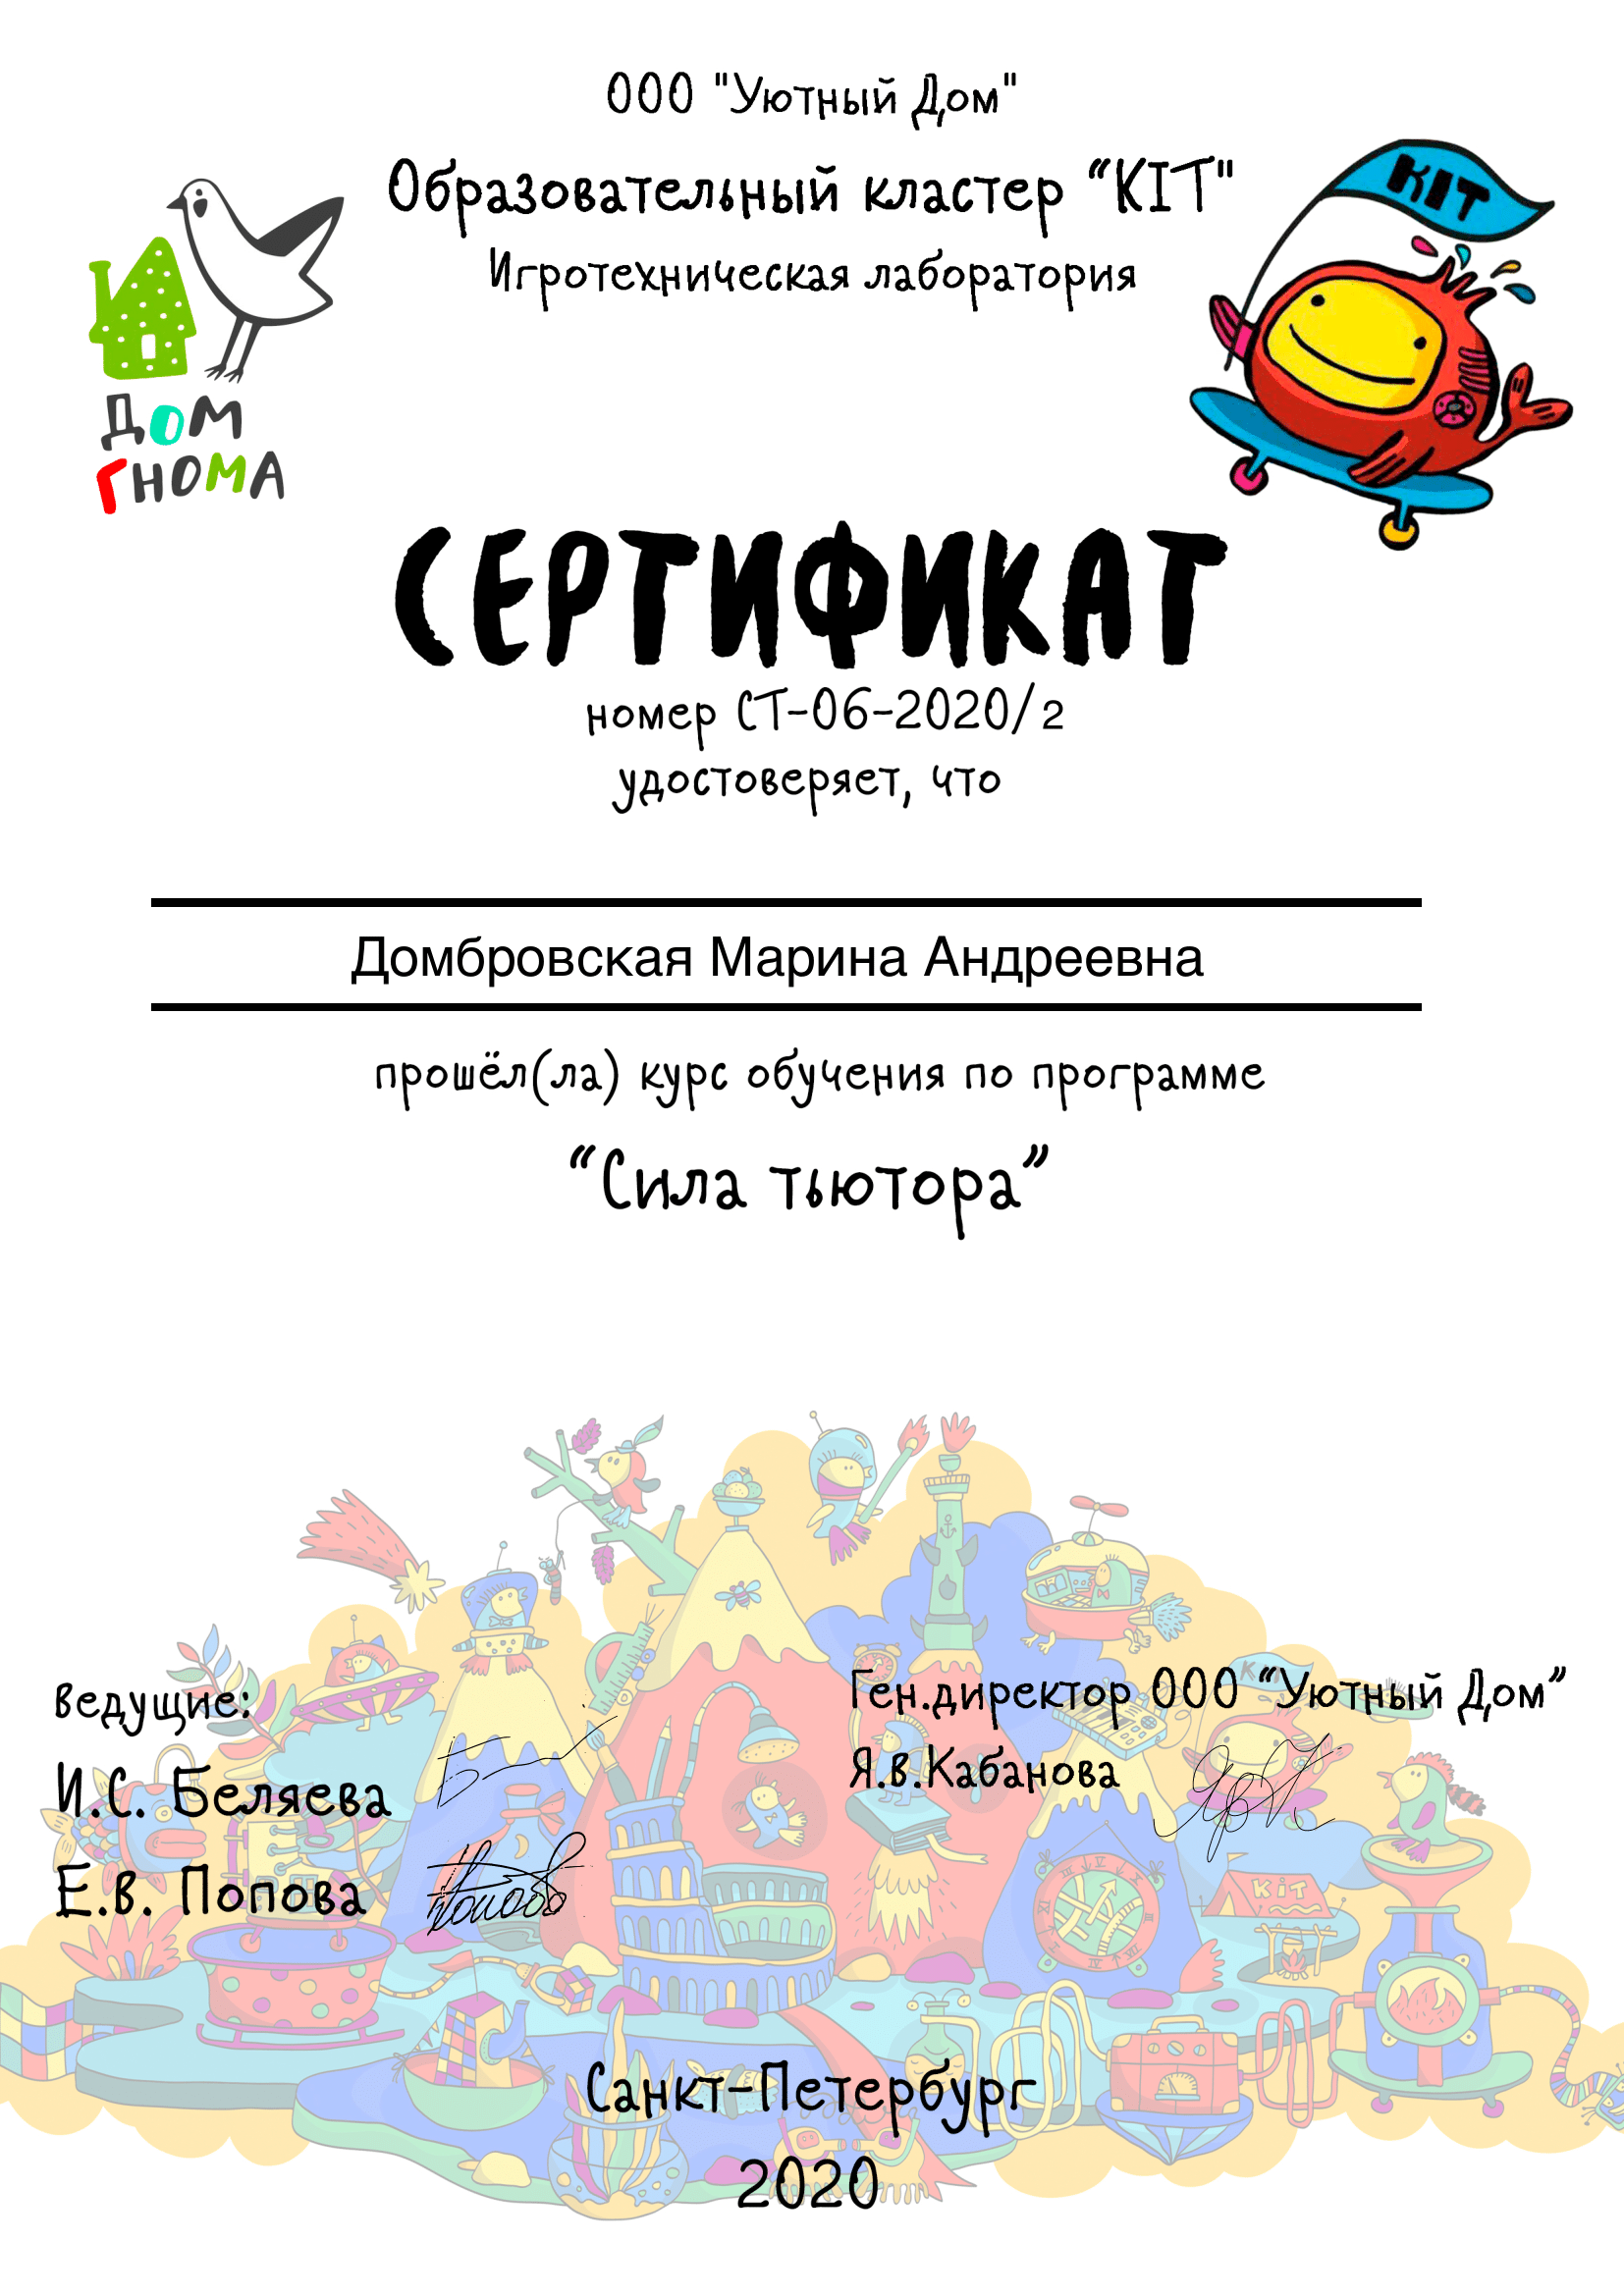 ООО "Уютный Дом"
Образовательный кластер “KIT"
Игротехническая лаборатория
KIT
Дом
Гнома
СЕРТИФИКАТ
номер СТ-06-2020/2
удостоверяет, что
Домбровская Марина Андреевна
прошёл(ла) курс обучения по программе
“Сила тьютора”
ведущие:
И.С. Беляева
Е.В. Попова
Ген.директор ООО “Уютный Дом”
Я.В.Кабанова
KIT
KiT
Санкт-Петербург
2020